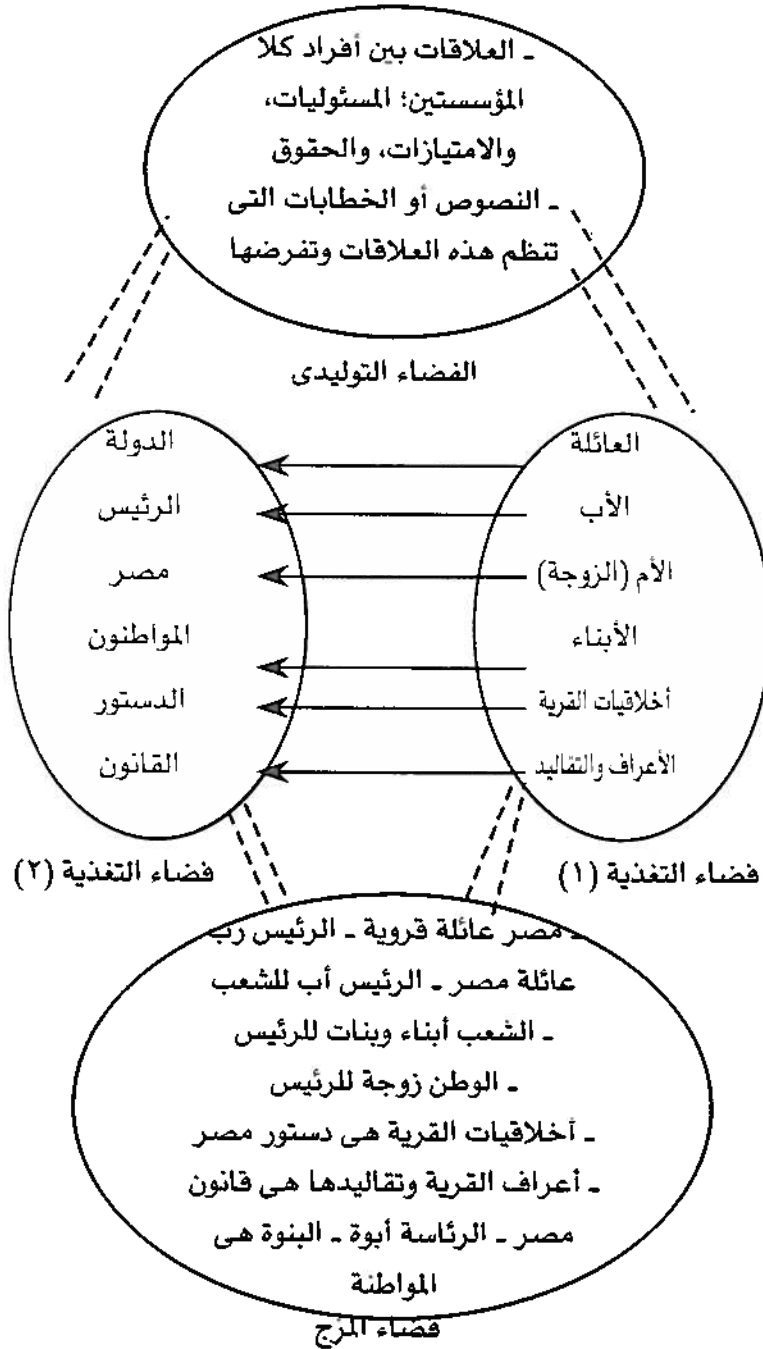 ـ العلاقات بين أفراد كلا
المؤسستين؛ المسئوليات،
والامتيازات، والحقوق
ـ النصوص أو الخطابات التى
تنظم هذه العلاقات وتفرضها
الفضاء التوليدى
العائلة
الأب
الأم (الزوجة)
الأبناء
أخلاقيات القرية
الأعراف والتقاليد
فضاء التغذية (١)
الدولة
الرئيس
مصر
المواطنون
الدستور
القانون
فضاء التغذية (٢)
ـ مصر عائلة قروية ـ الرئيس رب
عائلة مصر ـ الرئيس أب للشعب
ـ الشعب أبناء وبنات للرئيس
ـ الوطن زوجة للرئيس
ـ أخلاقيات القرية هى دستور مصر
ـ أعراف القرية وتقاليدها هى قانون
مصر ـ الرئاسة أبوة ـ البنوة هى
المواطنة
فضاء المزج